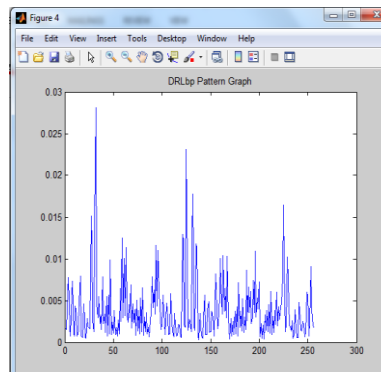 Figure 4
File Edit View Insert Tools Desktop Window Help
DRLbp Pattern Graph
0.03
0.025
0.02
0.015
0.01
0.005
0
0 50 100 150 200 250 300